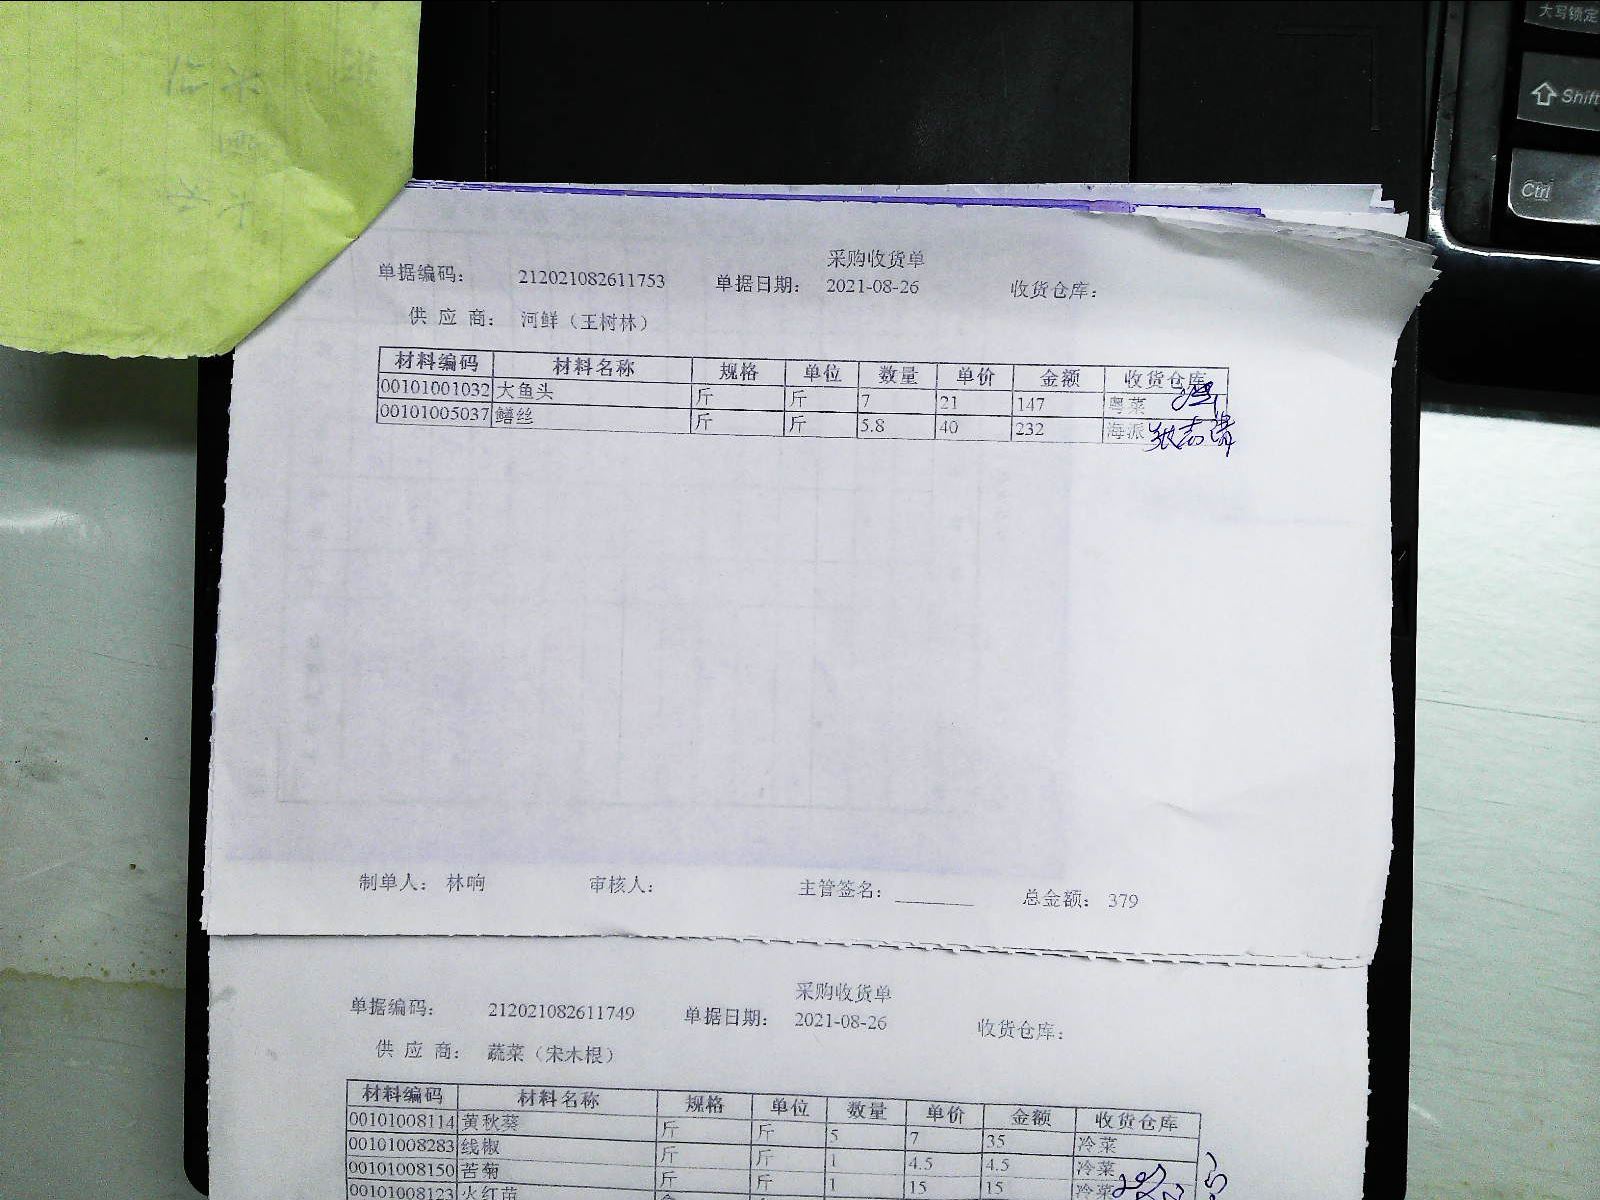 大写锁定
Shift
Ctrl
采购收货单
单据编码： 212021082611753 单据日期： 2021-08-26 收货仓库：
供 应 商： 河鲜（王树林）
材料编码 材料名称 规格 单位 数量 单价 金额 收货仓库
00101001032 大鱼头 斤 斤 7 21 147 粤菜
00101005037 鳝丝 斤 斤 5.8 40 232 海派
制单人： 林响 审核人： 主管签名： 总金额： 379
采购收货单
单据编码： 212021082611749 单据日期： 2021-08-26 收货仓库：
供 应 商： 蔬菜（宋木根）
材料编码 材料名称 规格 单位 数量 单价 金额 收货仓库
00101008114 黄秋葵 斤 斤 5 7 35 冷菜
00101008283 线椒 斤 斤 1 4.5 4.5 冷菜
00101008150 苦菊 斤 斤 1 15 15 冷菜
00101008123 火红苗